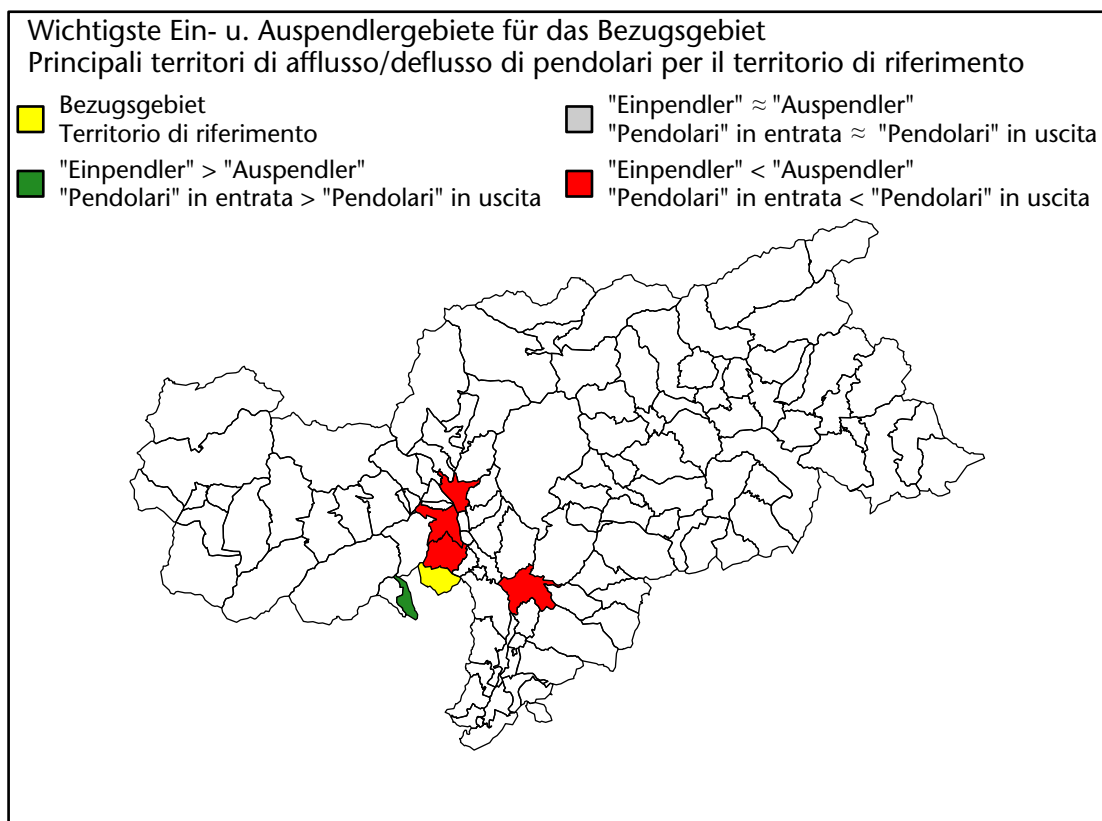 Wichtigste Ein- u. Auspendlergebiete für das Bezugsgebiet
Principali territori di afflusso/deflusso di pendolari per il territorio di riferimento
Bezugsgebiet
Territorio di riferimento
"Einpendler" > "Auspendler"
"Pendolari" in entrata > "Pendolari" in uscita
"Einpendler" ≈ "Auspendler"
"Pendolari" in entrata ≈ "Pendolari" in uscita
"Einpendler" < "Auspendler"
"Pendolari" in entrata < "Pendolari" in uscita